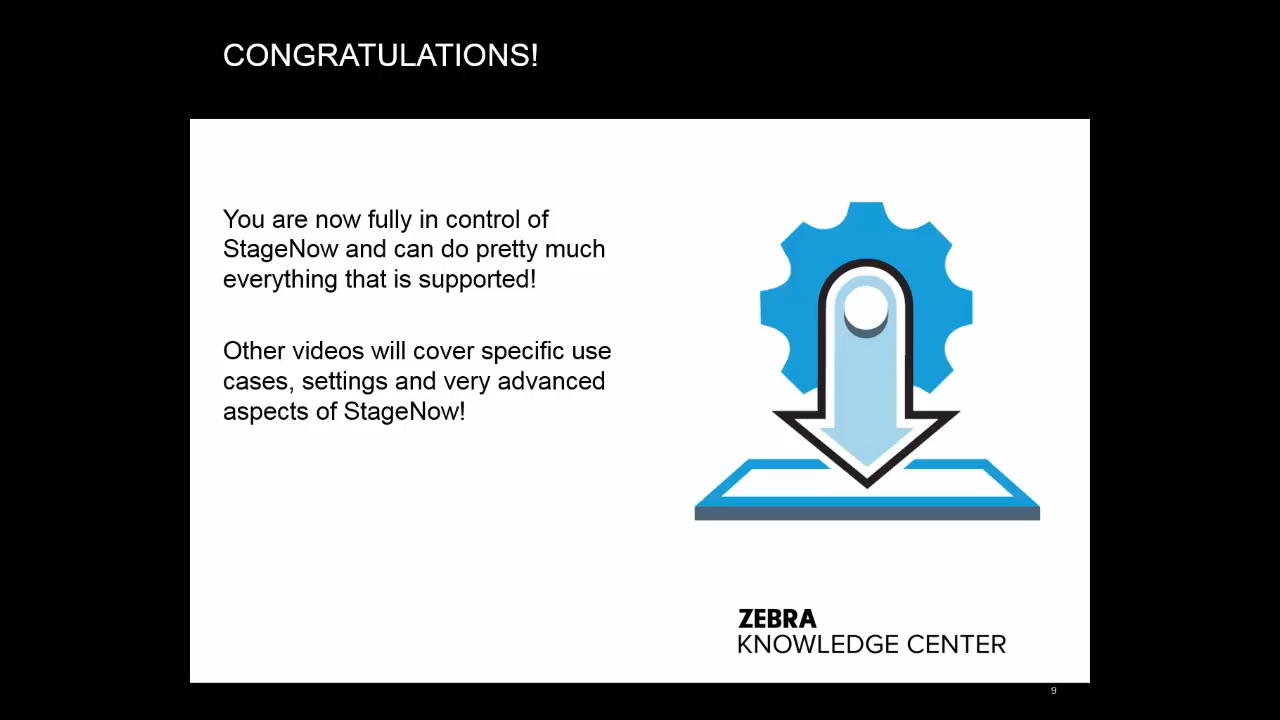 CONGRATULATIONS!
You are now fully in control of
StageNow and can do pretty much
everything that is supported!
Other videos will cover specific use
cases, settings and very advanced
aspects of StageNow!
ZEBRA
KNOWLEDGE CENTER
9